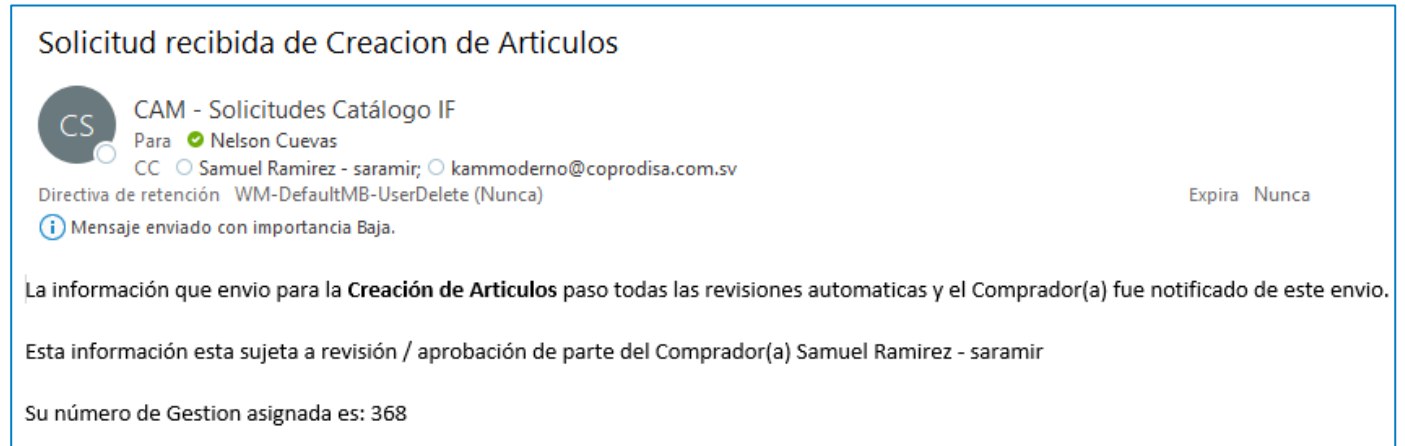 Solicitud recibida de Creacion de Articulos
CS
CAM - Solicitudes Catálogo IF
Para Nelson Cuevas
CC Samuel Ramirez - saramir; kammoderno@coprodisa.com.sv
Directiva de retención WM-DefaultMB-UserDelete (Nunca) Expira Nunca
Mensaje enviado con importancia Baja.
La información que envio para la Creación de Articulos paso todas las revisiones automaticas y el Comprador(a) fue notificado de este envio.
Esta información esta sujeta a revisión / aprobación de parte del Comprador(a) Samuel Ramirez - saramir
Su número de Gestion asignada es: 368